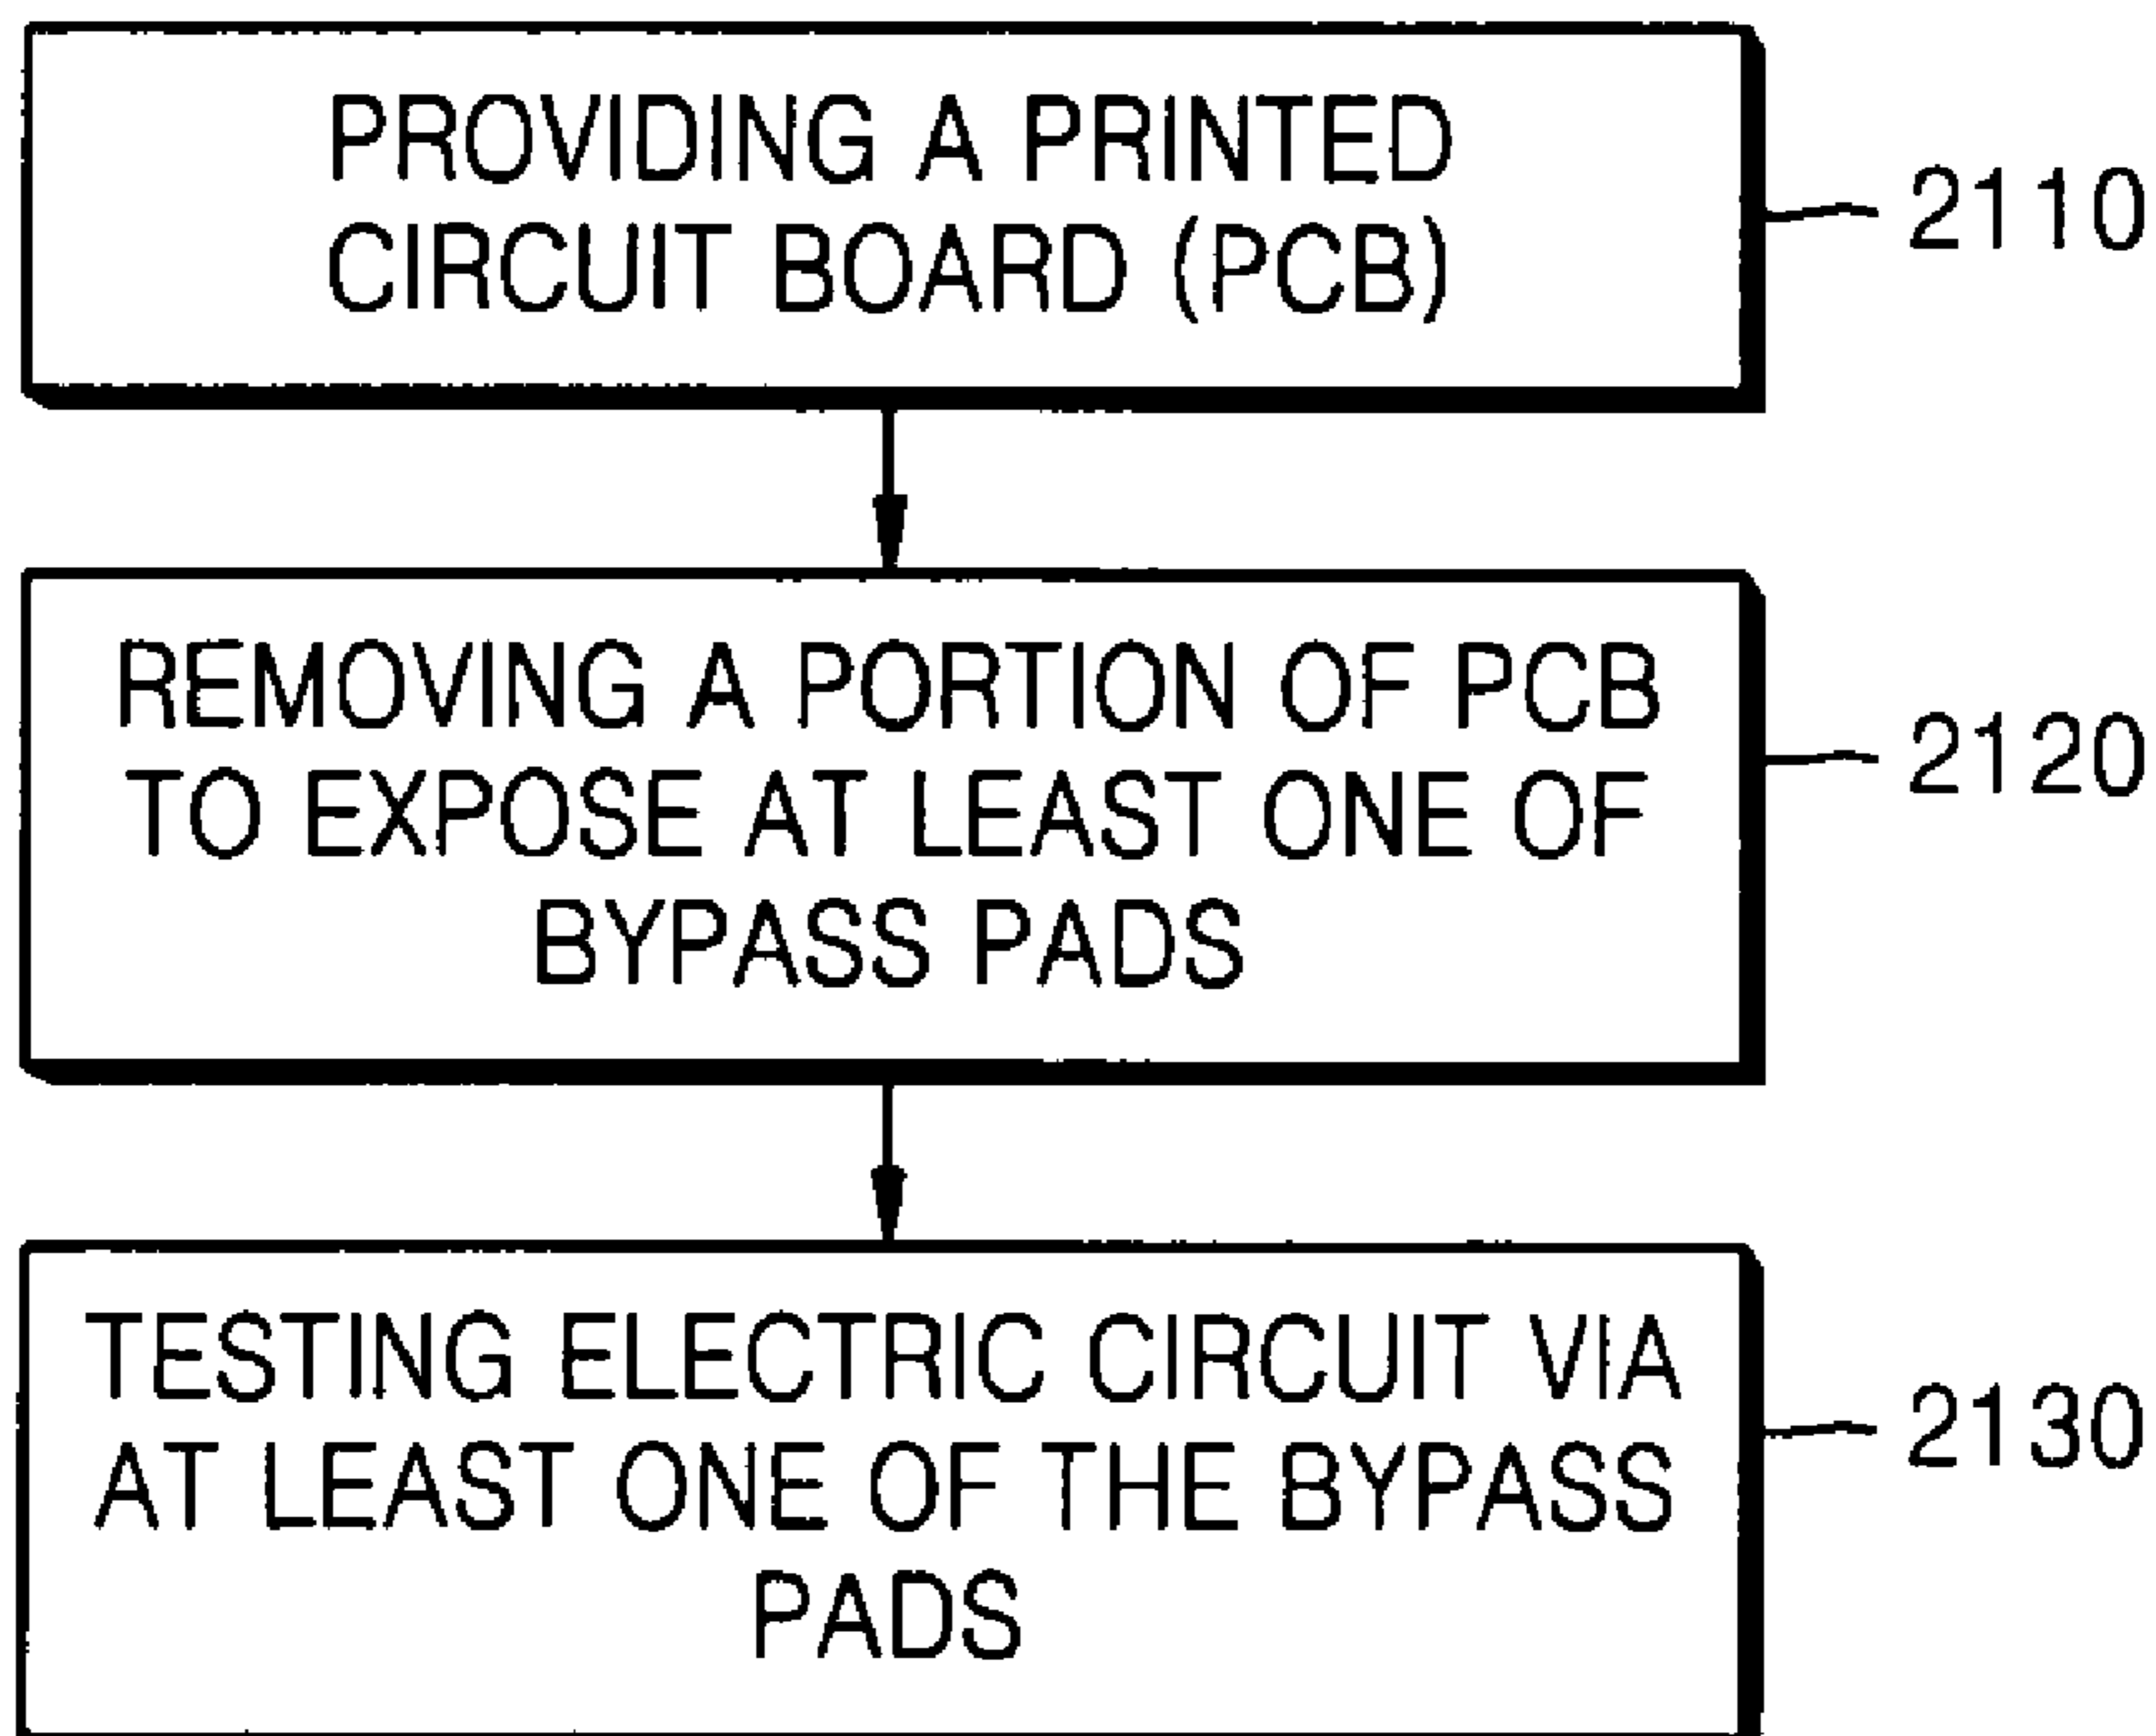 PROVIDING A PRINTED
CIRCUIT BOARD (PCB)
2110
REMOVING A PORTION OF PCB
TO EXPOSE AT LEAST ONE OF
BYPASS PADS
2120
TESTING ELECTRIC CIRCUIT VIA
AT LEAST ONE OF THE BYPASS
PADS
2130